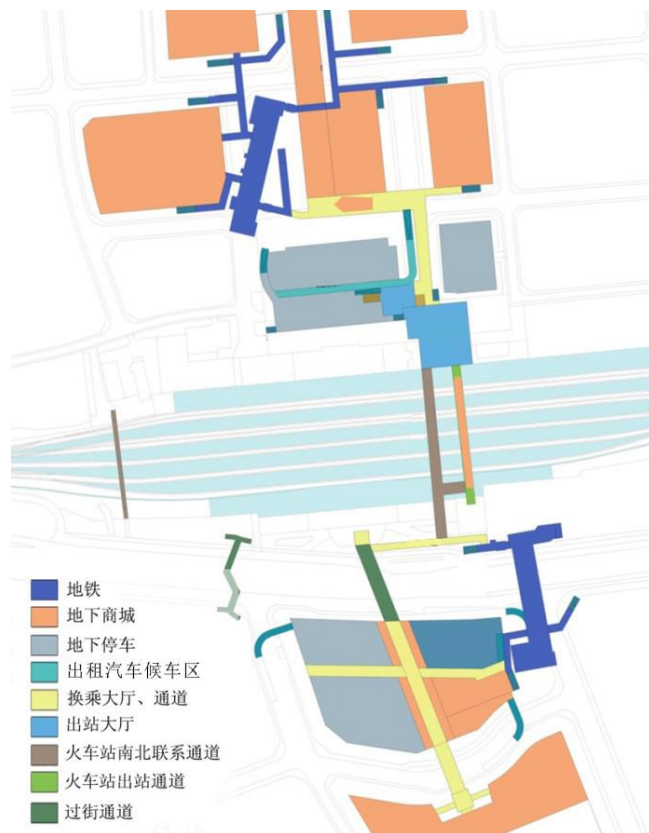 地铁
地下商城
地下停车
出租汽车候车区
换乘大厅、通道
出站大厅
火车站南北联系通道
火车站出站通道
过街通道